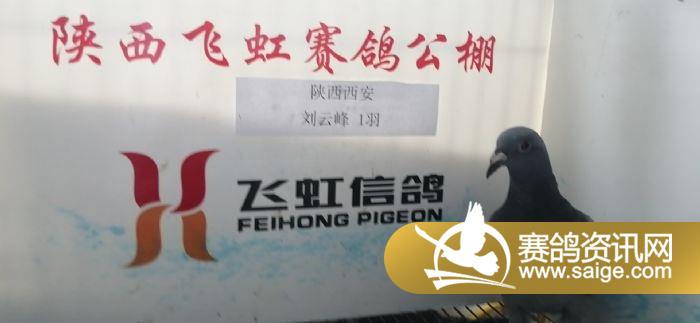 陕西飞虹赛鸽公棚
陕西西安
刘云峰 1羽
飞虹信鸽
FEIHONG PIGEON
赛鸽资讯网
www.saige.com